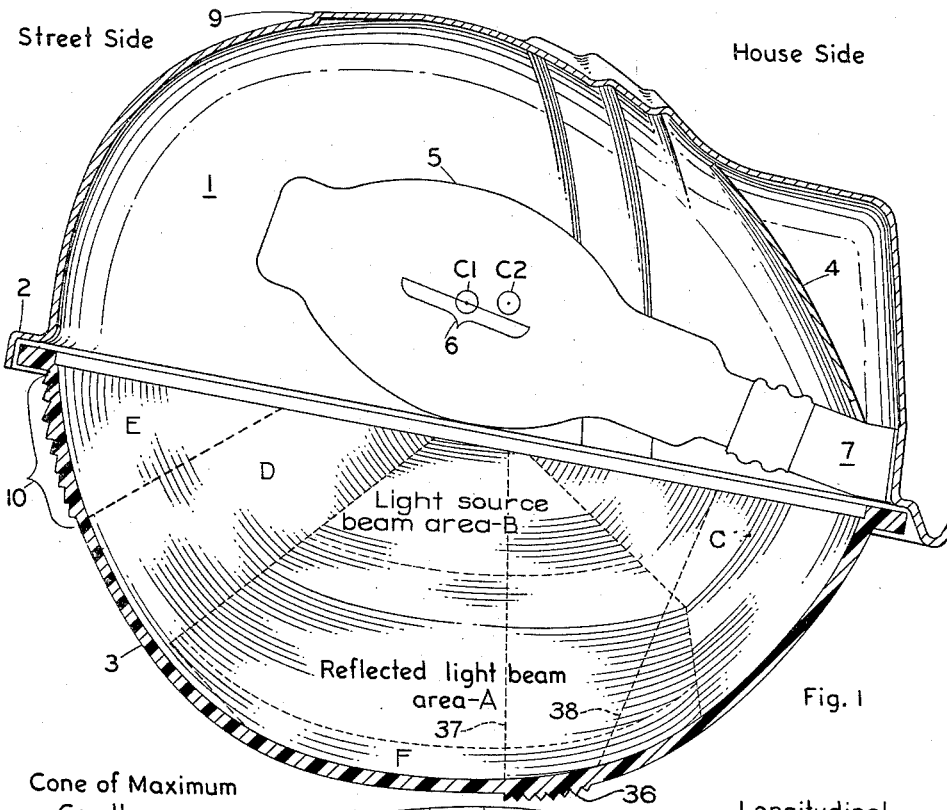 9
Street Side
House Side
5
1
C1 C2
4
2
6
7
E
10
D
Light source
beam area-B
C
3
Reflected light beam
area-A
37
38
Fig. 1
F
36
Cone of Maximum
Longitudinal